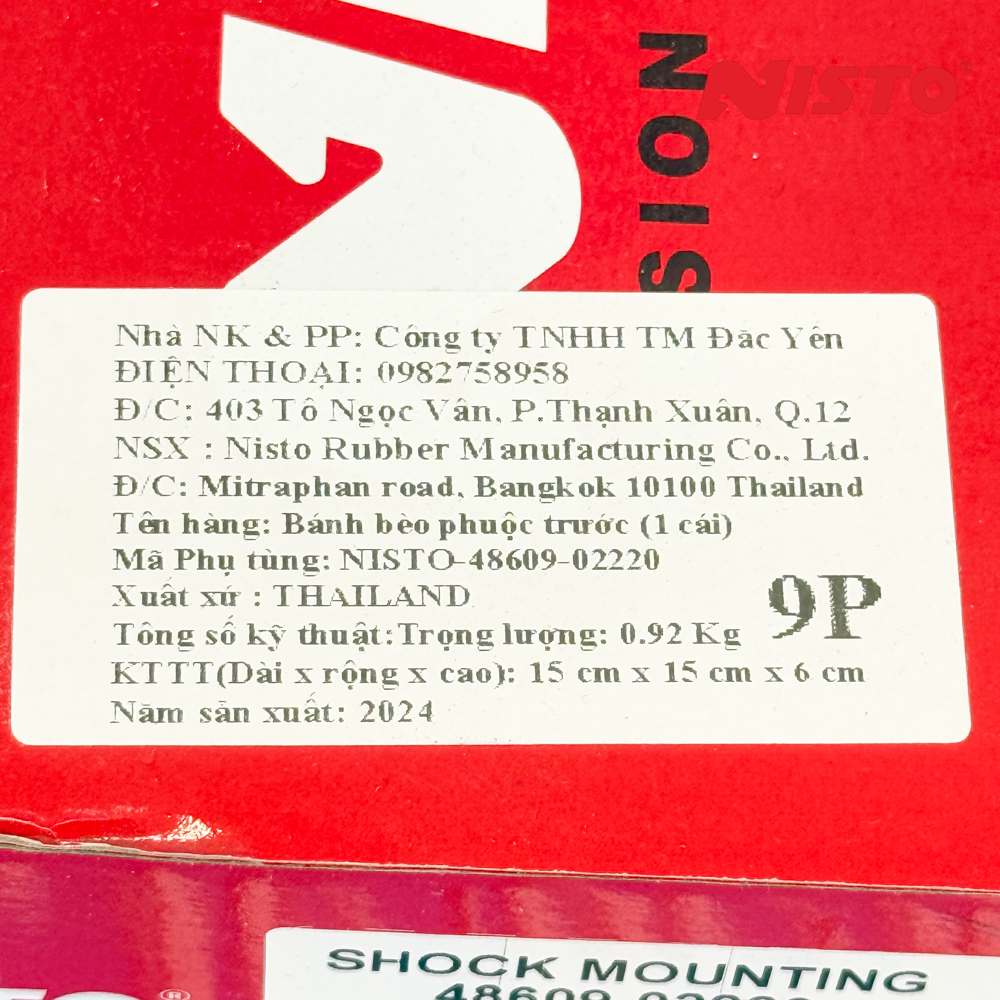 NISTO
SION
Nhà NK & PP: Công ty TNHH TM Đăc Yên
ĐIỆN THOẠI: 0982758958
Đ/C: 403 Tô Ngọc Vân, P.Thạnh Xuân, Q.12
NSX : Nisto Rubber Manufacturing Co., Ltd.
Đ/C: Mitraphan road, Bangkok 10100 Thailand
Tên hàng: Bánh bèo phuộc trước (1 cái)
Mã Phụ tùng: NISTO-48609-02220
Xuất xứ : THAILAND
9P
Tông số kỹ thuật:Trọng lượng: 0.92 Kg
KTTT(Dài x rộng x cao): 15 cm x 15 cm x 6 cm
Năm sản xuất: 2024
SHOCK MOUNTING